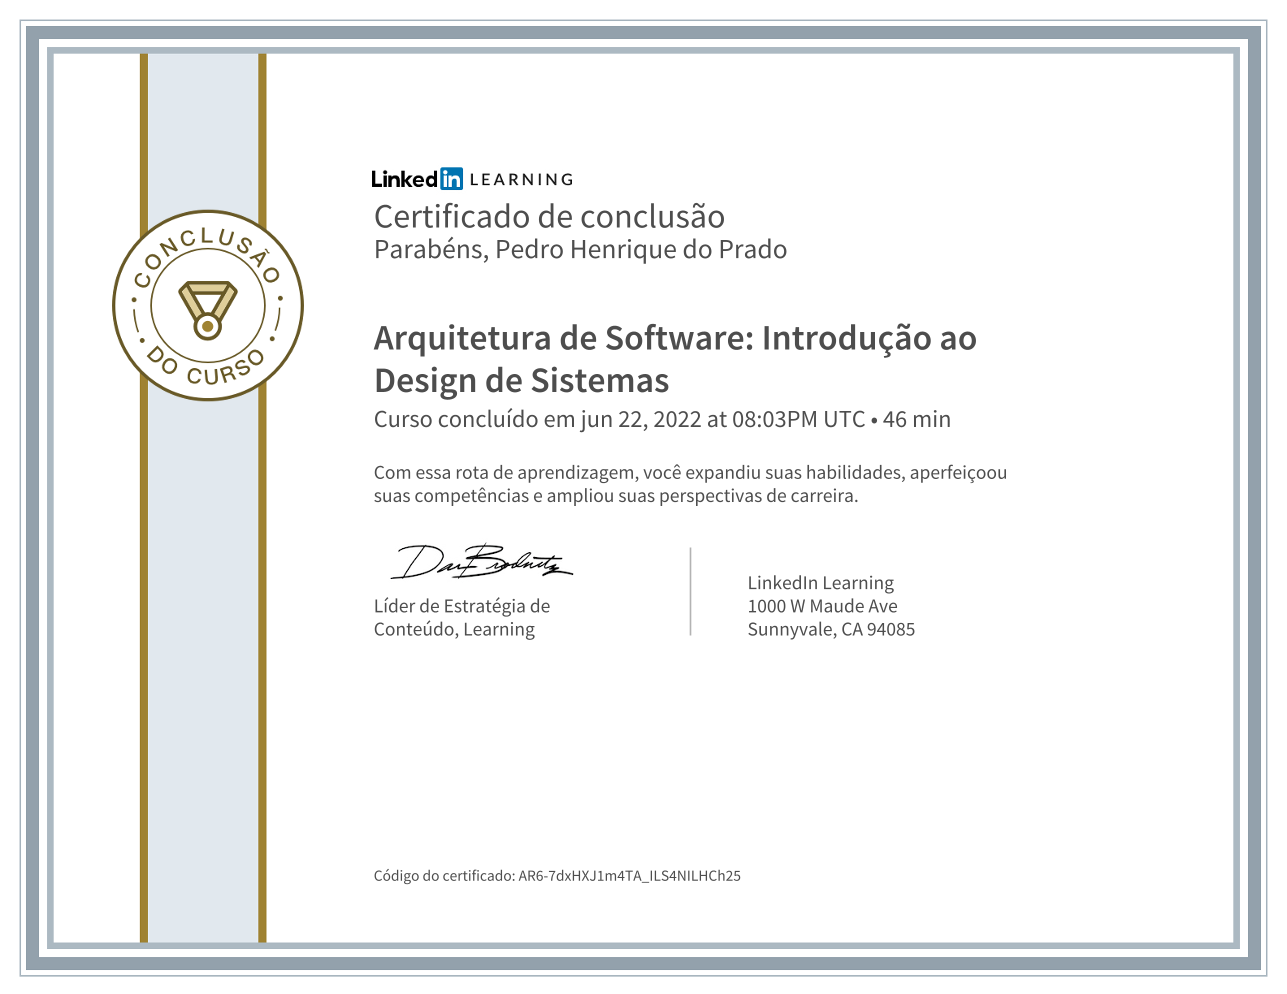 CONCLUSÃO
DO CURSO
Linkedin LEARNING
Certificado de conclusão
Parabéns, Pedro Henrique do Prado
Arquitetura de Software: Introdução ao
Design de Sistemas
Curso concluído em jun 22, 2022 at 08:03PM UTC • 46 min
Com essa rota de aprendizagem, você expandiu suas habilidades, aperfeiçoou
suas competências e ampliou suas perspectivas de carreira.
Dan Brodnitz
Líder de Estratégia de
Conteúdo, Learning
LinkedIn Learning
1000 W Maude Ave
Sunnyvale, CA 94085
Código do certificado: AR6-7dxHXJ1m4TA_ILS4NILHCh25